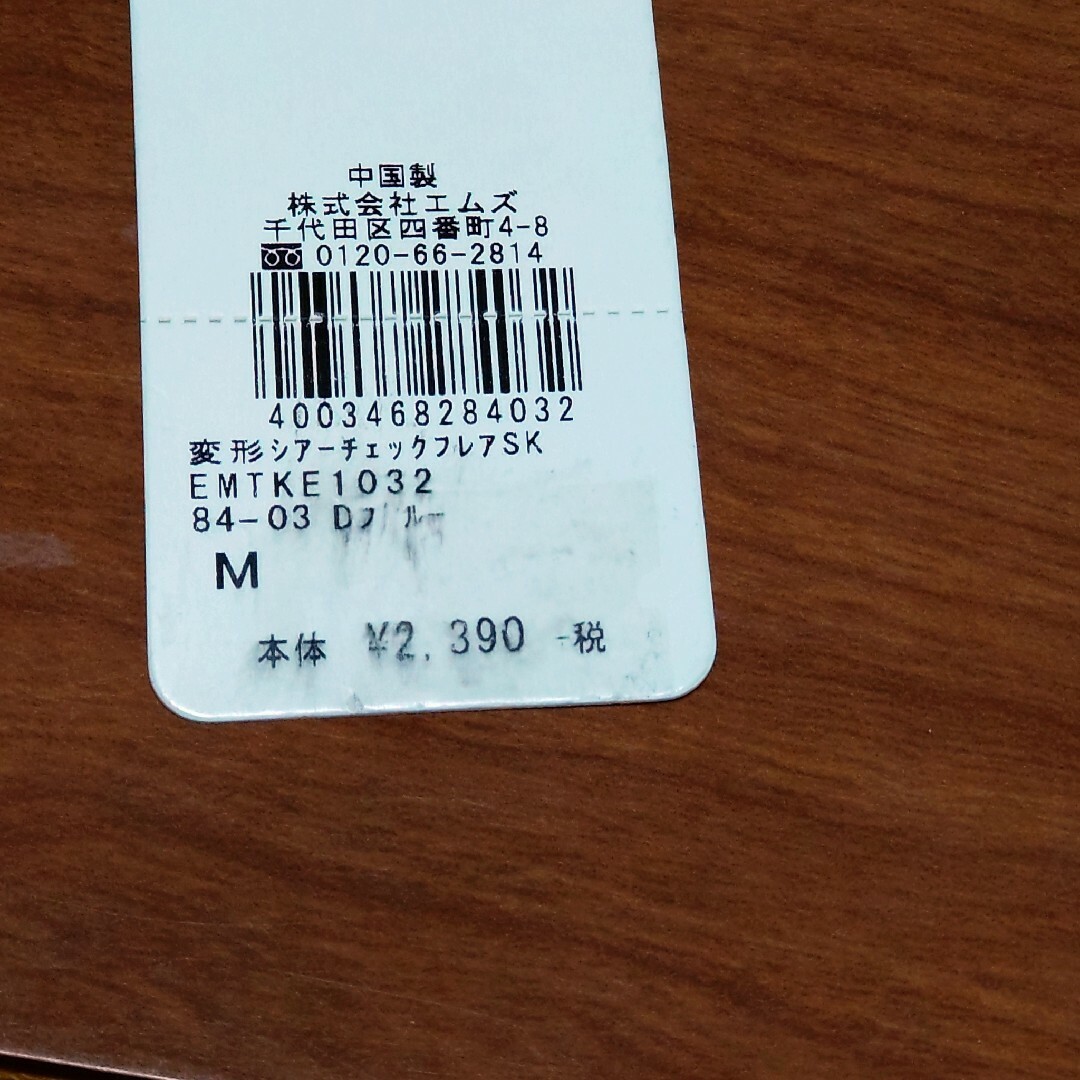 中国製
株式会社エムズ
千代田区四番町4-8
0120-66-2814
4003468284032
変形シアーチェックフレアSK
EMTKE1032
84-03
M
本体 ¥2,390 +税